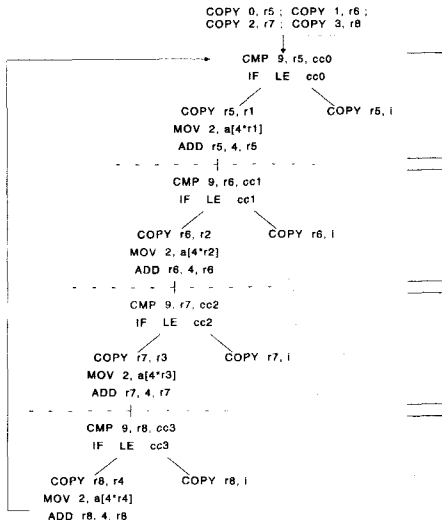 COPY 0, r5 ; COPY 1, r6 ;
COPY 2, r7 ; COPY 3, r8
CMP 9, r5, cc0
IF LE cc0
COPY r5, r1 COPY r5, i
MOV 2, a[4*r1]
ADD r5, 4, r5
CMP 9, r6, cc1
IF LE cc1
COPY r6, r2 COPY r6, i
MOV 2, a[4*r2]
ADD r6, 4, r6
CMP 9, r7, cc2
IF LE cc2
COPY r7, r3 COPY r7, i
MOV 2, a[4*r3]
ADD r7, 4, r7
CMP 9, r8, cc3
IF LE cc3
COPY r8, r4 COPY r8, i
MOV 2, a[4*r4]
ADD r8, 4, r8